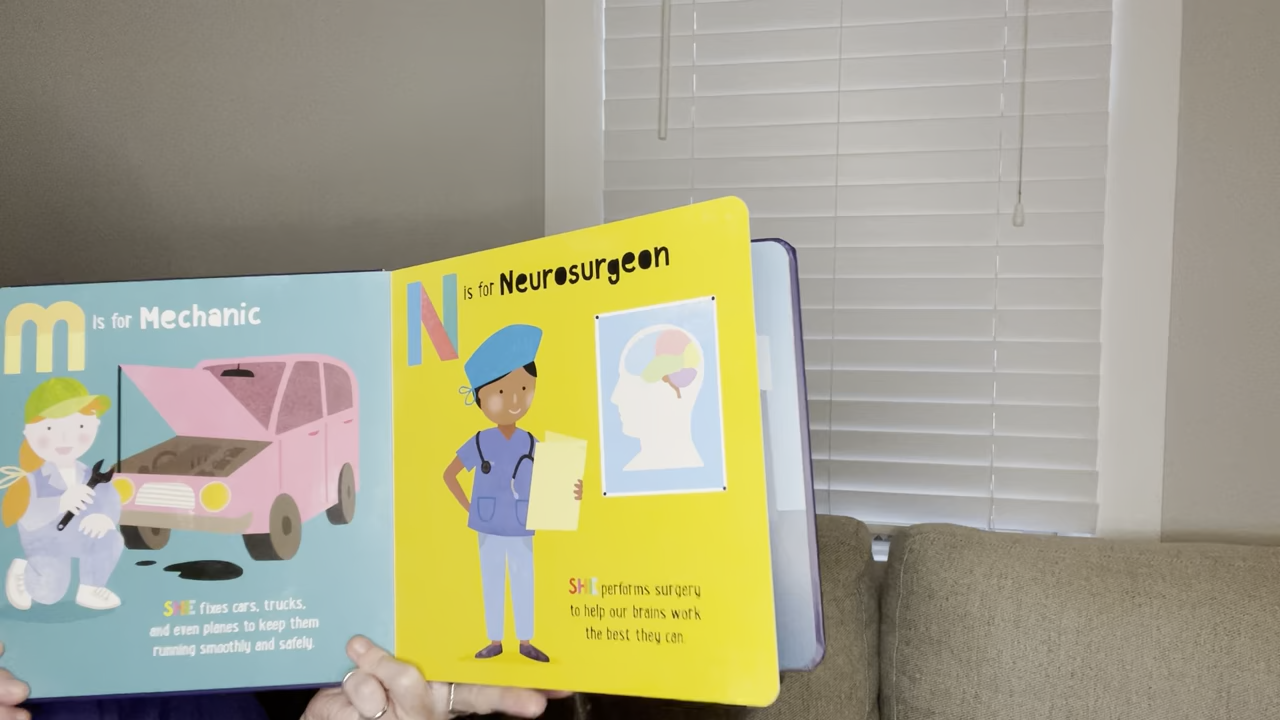 M is for Mechanic
SHE fixes cars, trucks,
and even planes to keep them
running smoothly and safely.
N is for Neurosurgeon
SHE performs surgery
to help our brains work
the best they can.